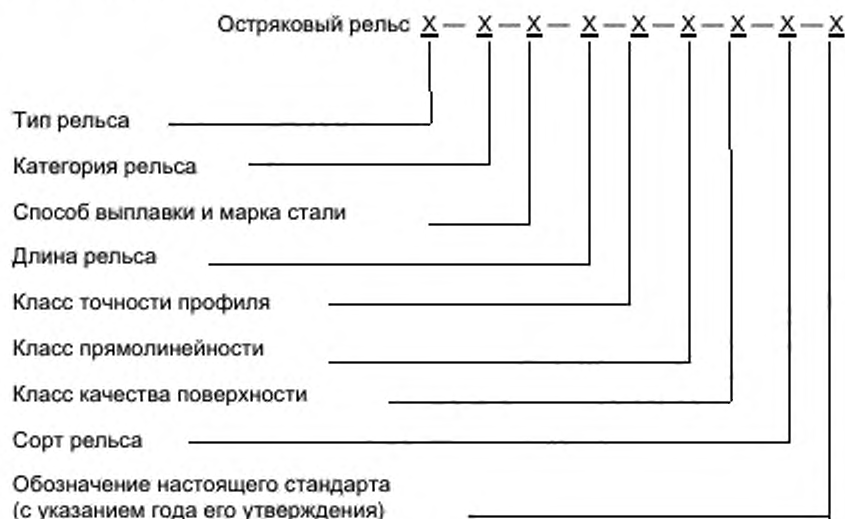 Остряковый рельс X — X — X — X — X — X — X — X — X
Тип рельса
Категория рельса
Способ выплавки и марка стали
Длина рельса
Класс точности профиля
Класс прямолинейности
Класс качества поверхности
Сорт рельса
Обозначение настоящего стандарта
(с указанием года его утверждения)